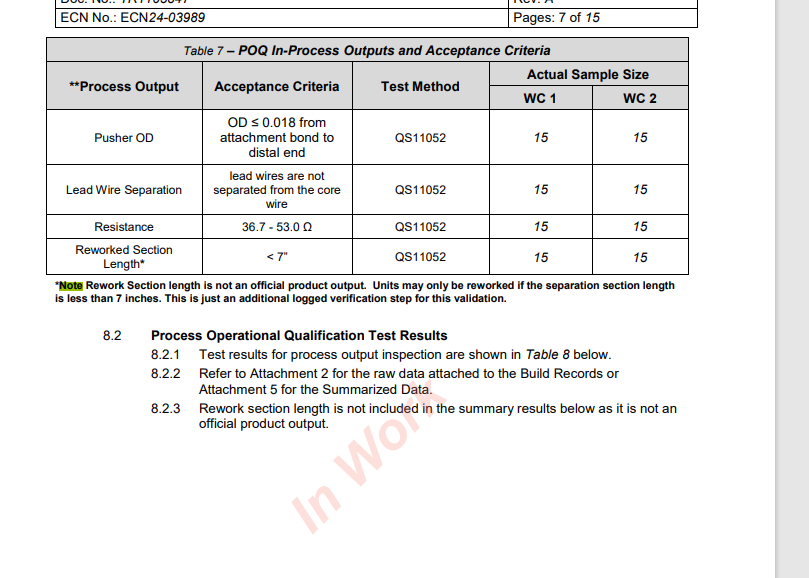 ECN No.: ECN24-03989
Pages: 7 of 15
Table 7 – POQ In-Process Outputs and Acceptance Criteria
**Process Output
Acceptance Criteria
Test Method
Actual Sample Size
WC 1
WC 2
Pusher OD
OD ≤ 0.018 from
attachment bond to
distal end
QS11052
15
15
Lead Wire Separation
lead wires are not
separated from the core
wire
QS11052
15
15
Resistance
36.7 - 53.0 Ω
QS11052
15
15
Reworked Section
Length*
< 7"
QS11052
15
15
*Note Rework Section length is not an official product output. Units may only be reworked if the separation section length
is less than 7 inches. This is just an additional logged verification step for this validation.
8.2 Process Operational Qualification Test Results
8.2.1 Test results for process output inspection are shown in Table 8 below.
8.2.2 Refer to Attachment 2 for the raw data attached to the Build Records or
Attachment 5 for the Summarized Data.
8.2.3 Rework section length is not included in the summary results below as it is not an
official product output.
In Work